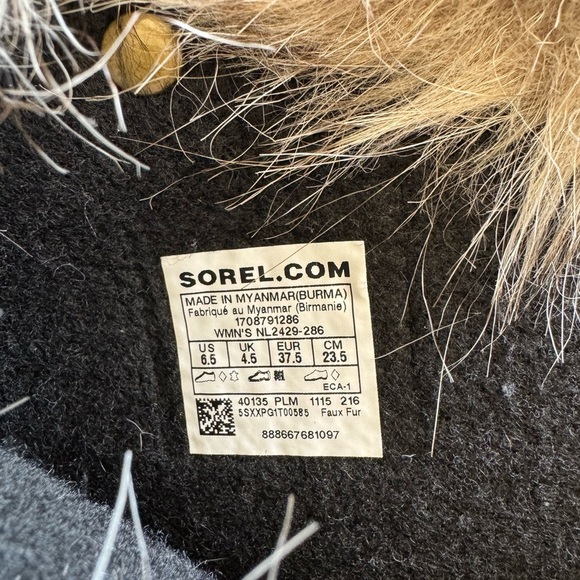 SOREL.COM
MADE IN MYANMAR(BURMA)
Fabriqué au Myanmar (Birmanie)
1708791286
WMN'S NL2429-286
US UK EUR CM
6.5 4.5 37.5 23.5
ECA-1
40135 PLM 1115 216
5SXXPG1T00585 Faux Fur
888667681097